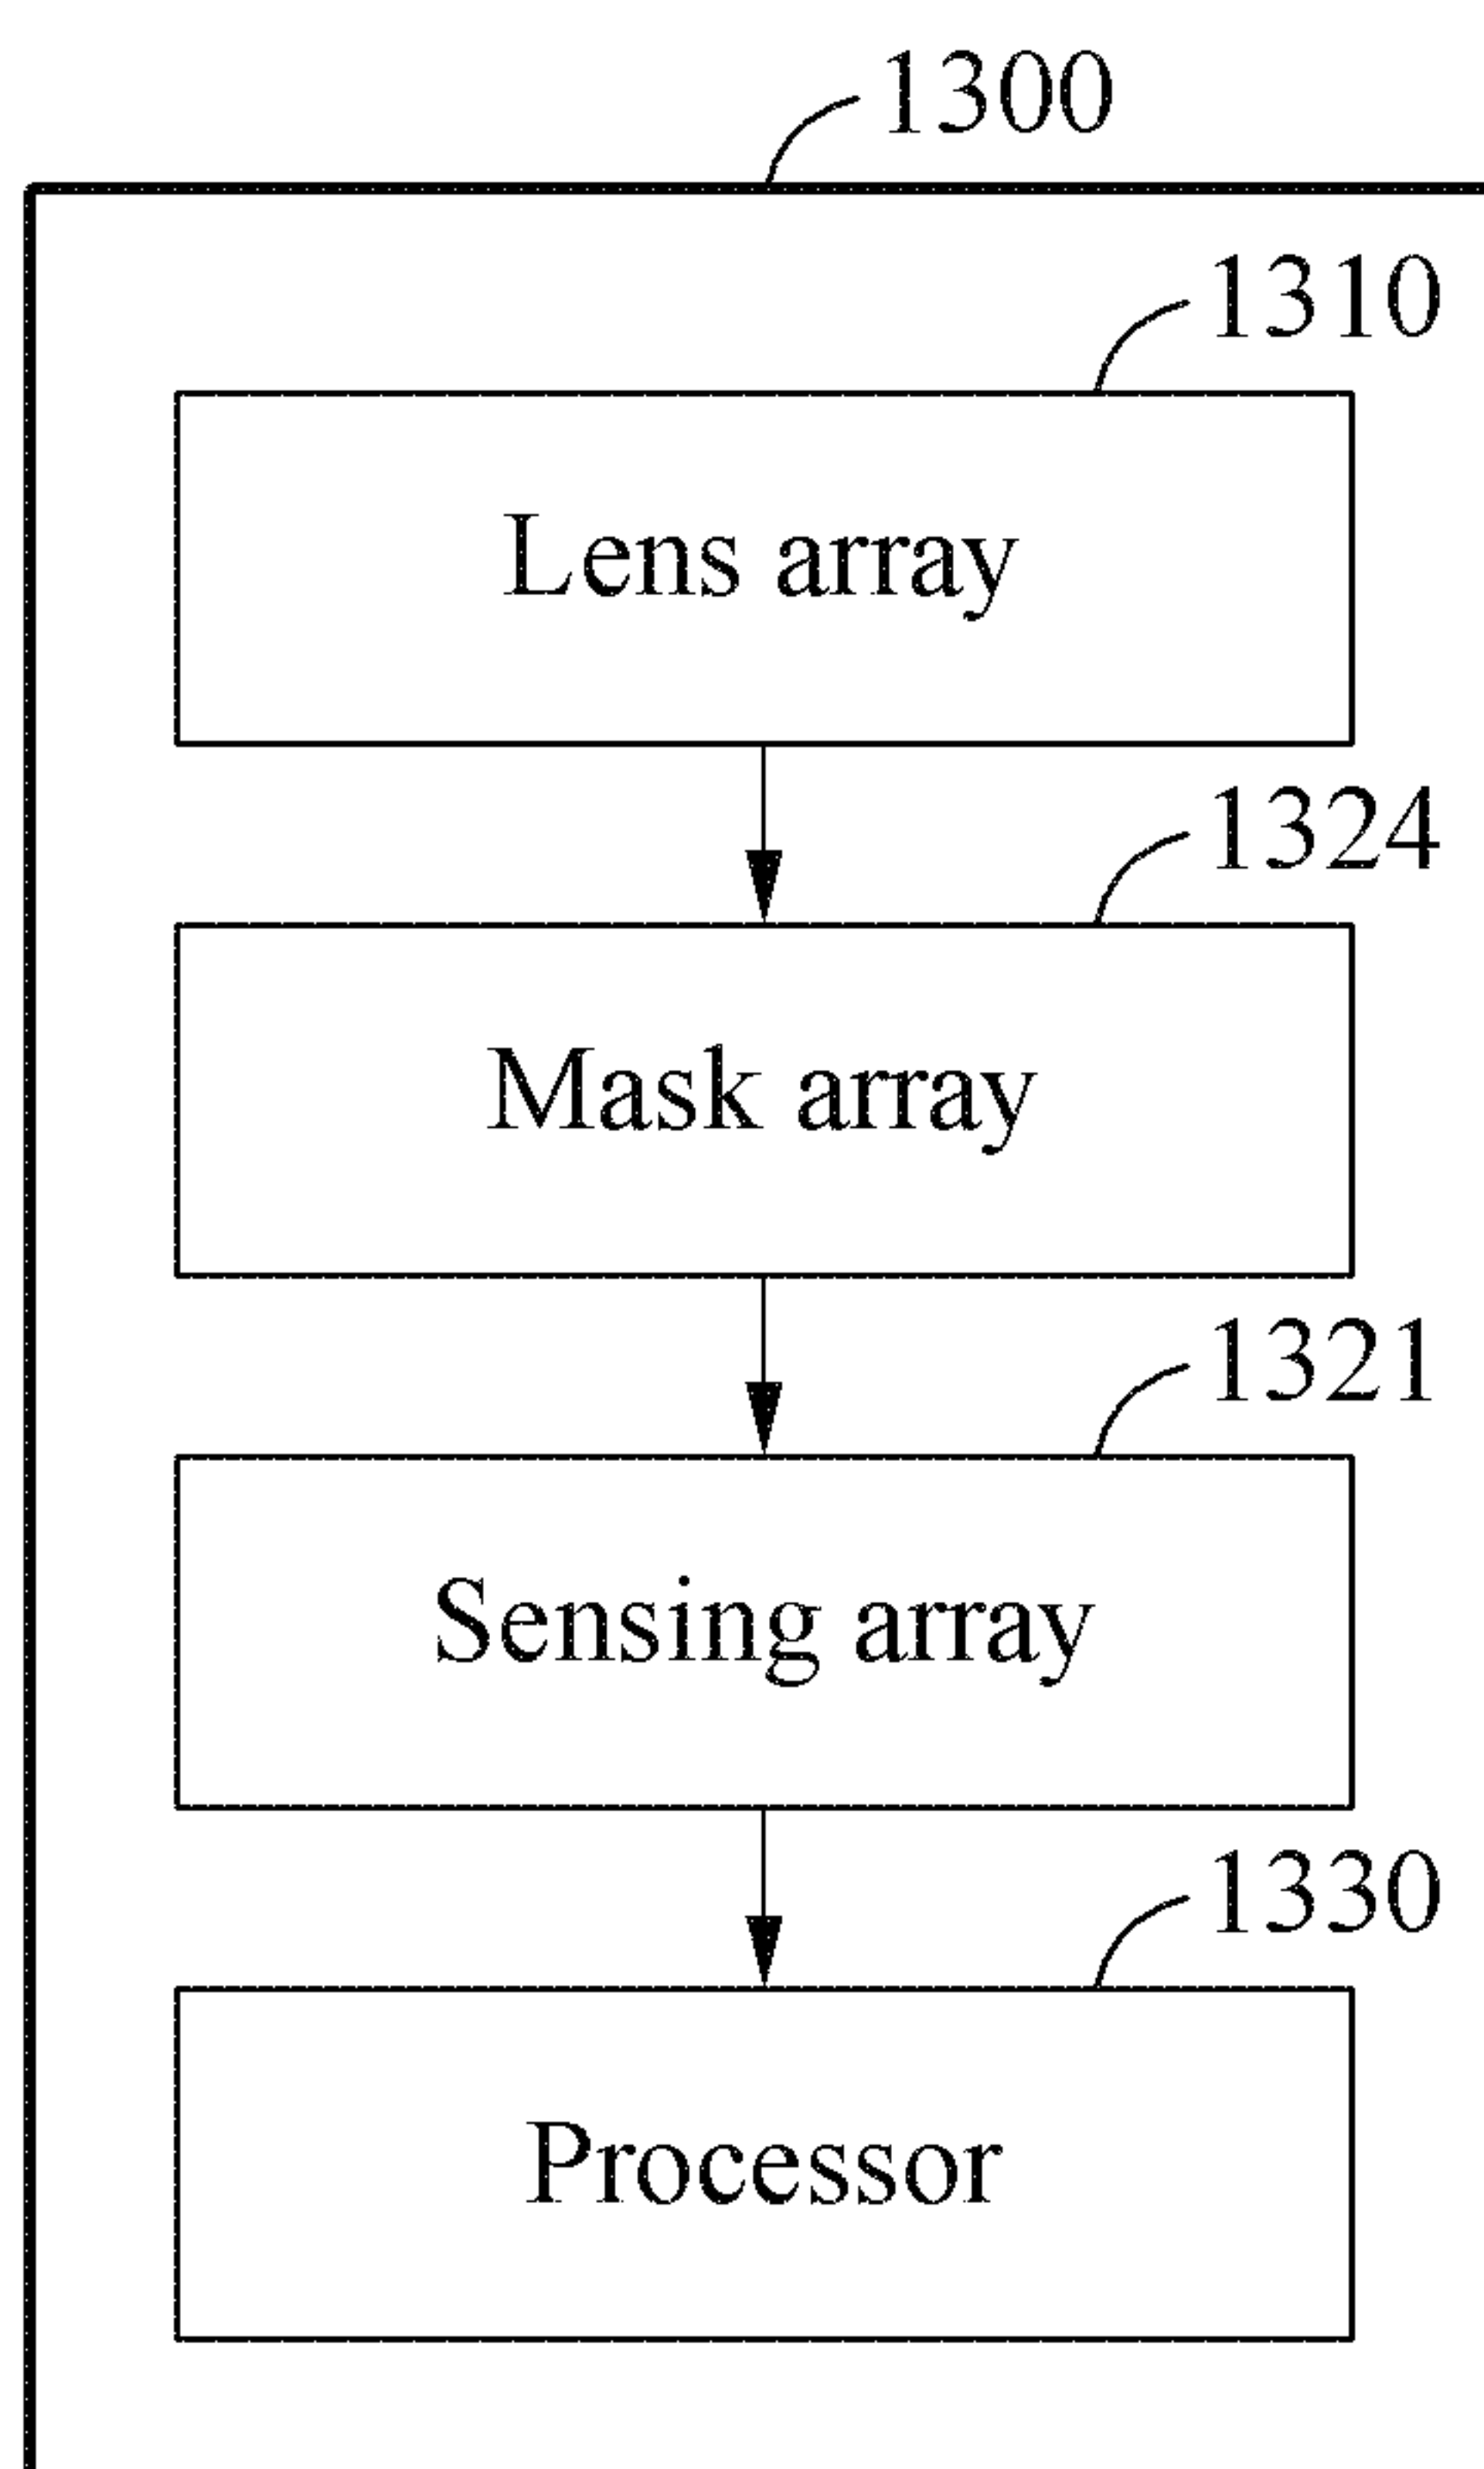 1300
1310
Lens array
1324
Mask array
1321
Sensing array
1330
Processor